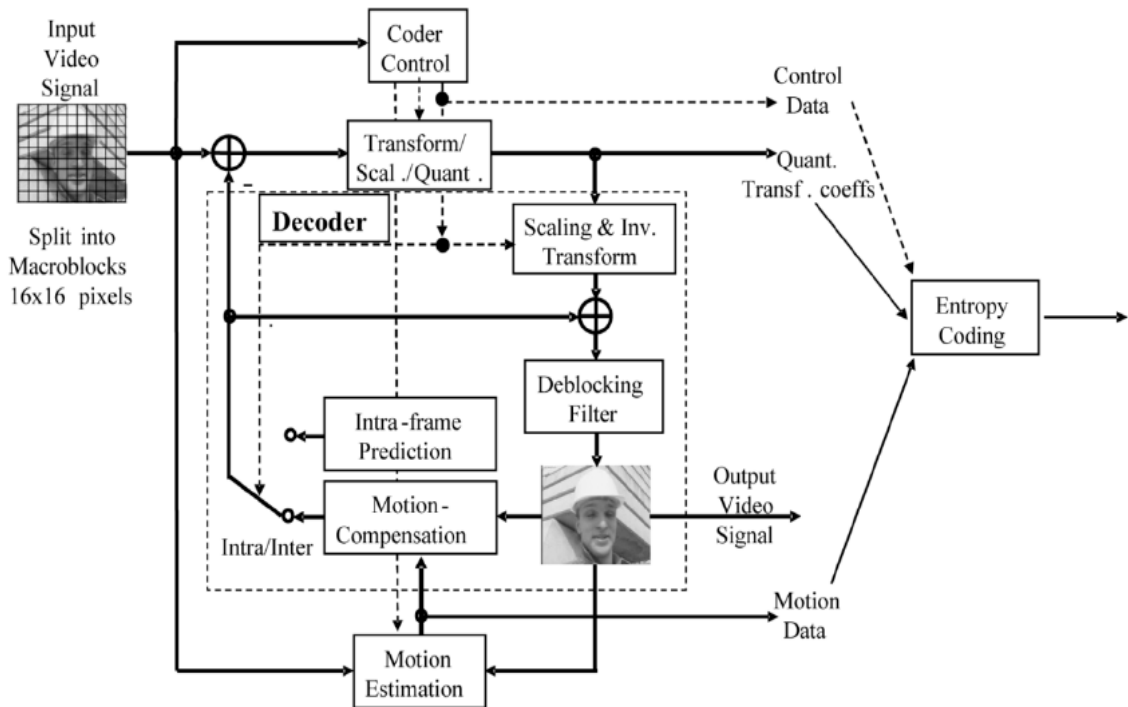 Input
Video
Signal
Split into
Macroblocks
16x16 pixels
Coder
Control
Transform/
Scal ./Quant .
-
Decoder
Scaling & Inv.
Transform
Deblocking
Filter
Intra-frame
Prediction
Motion-
Compensation
Intra/Inter
Motion
Estimation
Control
Data
Quant.
Transf . coeffs
Entropy
Coding
Output
Video
Signal
Motion
Data